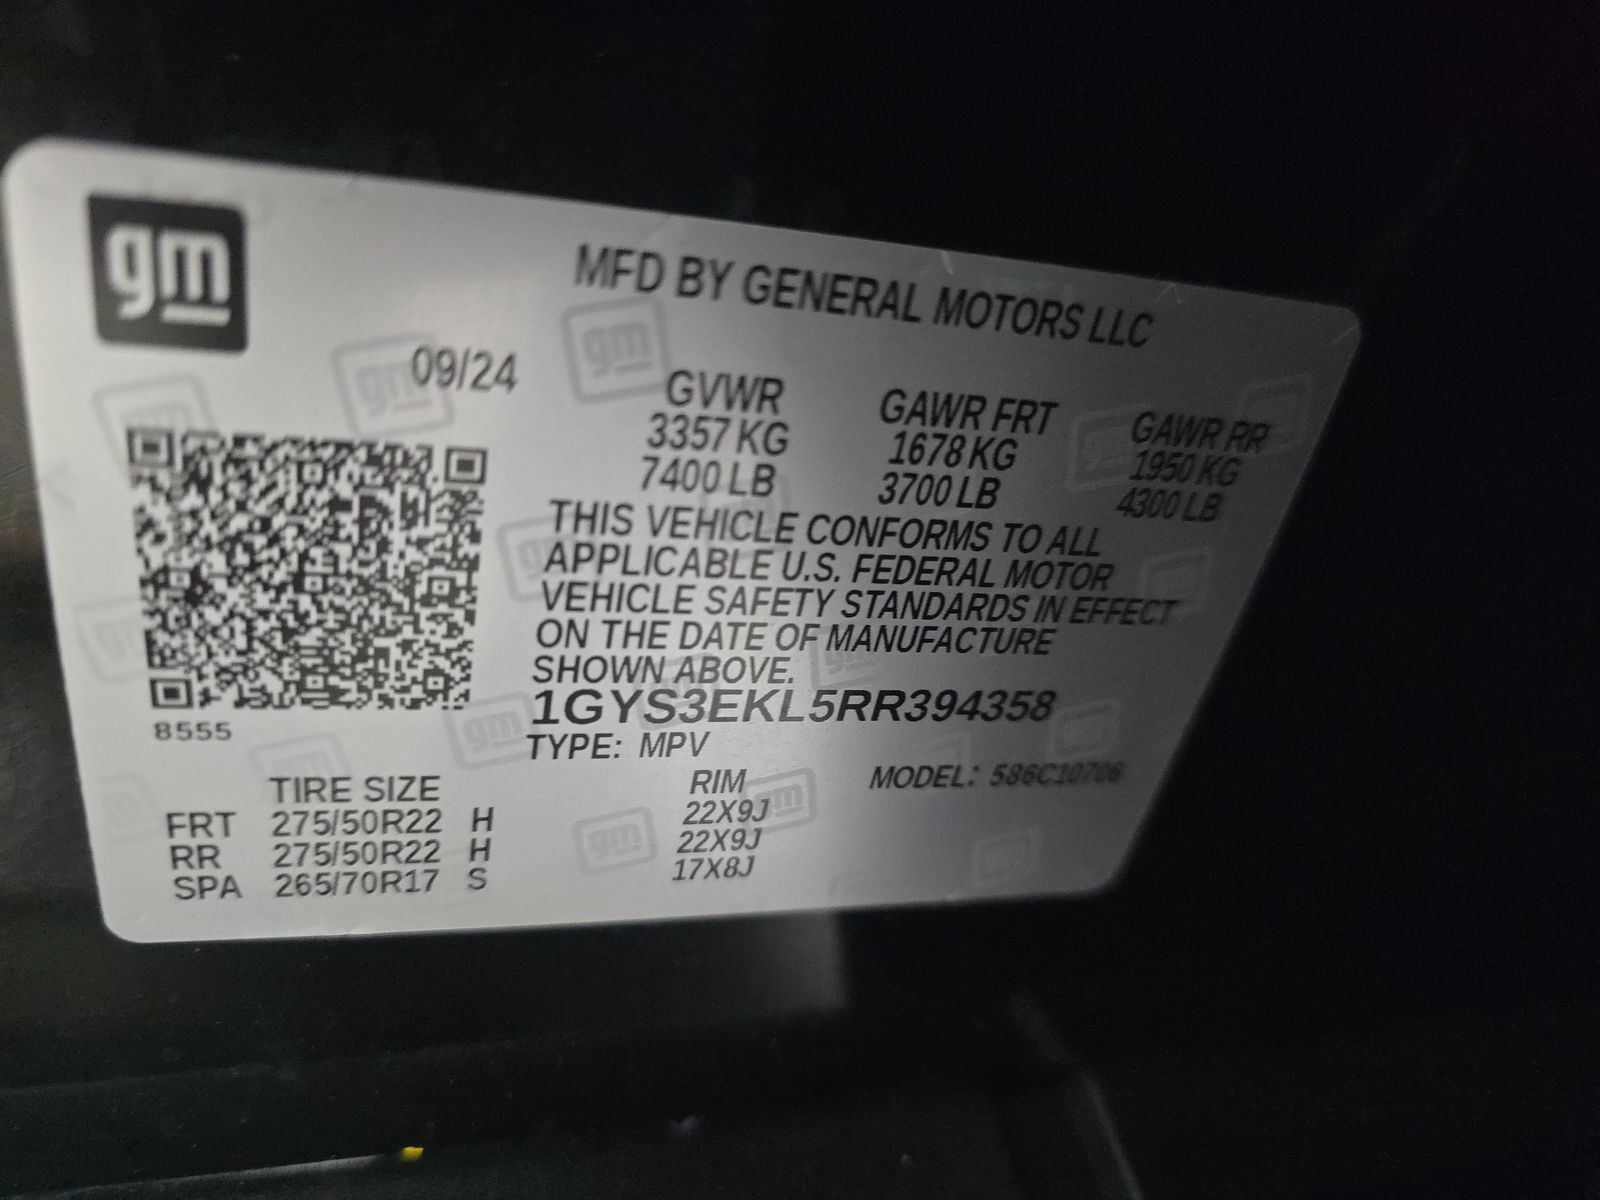 gm
MFD BY GENERAL MOTORS LLC
09/24
GVWR GAWR FRT GAWR RR
3357 KG 1678 KG 1950 KG
7400 LB 3700 LB 4300 LB
THIS VEHICLE CONFORMS TO ALL
APPLICABLE U.S. FEDERAL MOTOR
VEHICLE SAFETY STANDARDS IN EFFECT
ON THE DATE OF MANUFACTURE
SHOWN ABOVE.
1GYS3EKL5RR394358
8555
TYPE: MPV
MODEL: 586C10706
TIRE SIZE RIM
FRT 275/50R22 H 22X9J
RR 275/50R22 H 22X9J
SPA 265/70R17 S 17X8J